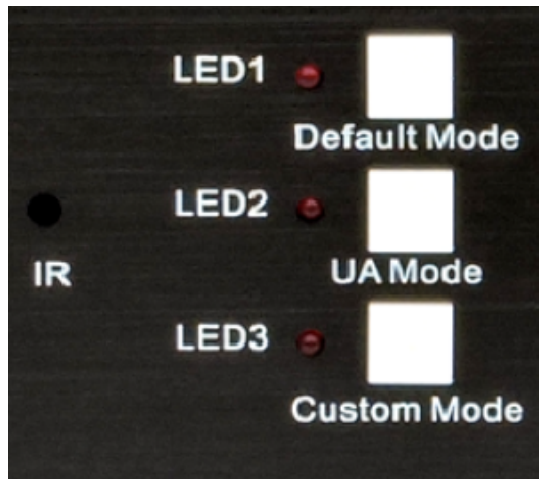 LED1
Default Mode
LED2
IR
UA Mode
LED3
Custom Mode